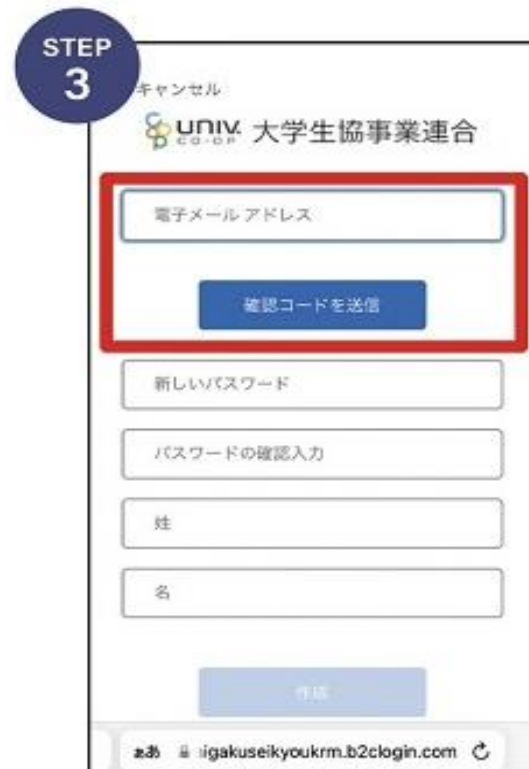 STEP
3
キャンセル
UNIV. 大学生協事業連合
CO-OP
電子メール アドレス
確認コードを送信
新しいパスワード
パスワードの確認入力
姓
名
作成
ぁあ igakuseikyoukrm.b2clogin.com